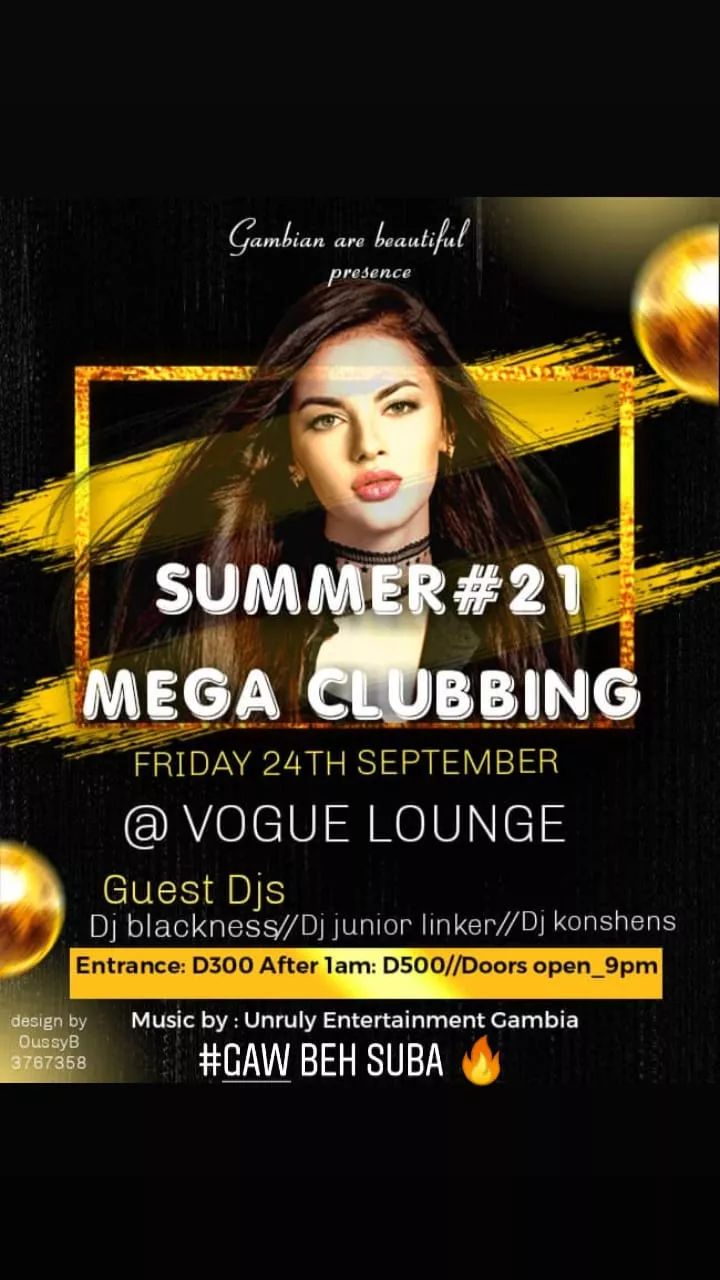 Gambian are beautiful
presence
SUMMER#21
MEGA CLUBBING
FRIDAY 24TH SEPTEMBER
@ VOGUE LOUNGE
Guest Djs
Dj blackness//Dj junior linker//Dj konshens
Entrance: D300 After 1am: D500//Doors open_9pm
Music by : Unruly Entertainment Gambia
#GAW BEH SUBA 🔥
design by
OussyB
3767358